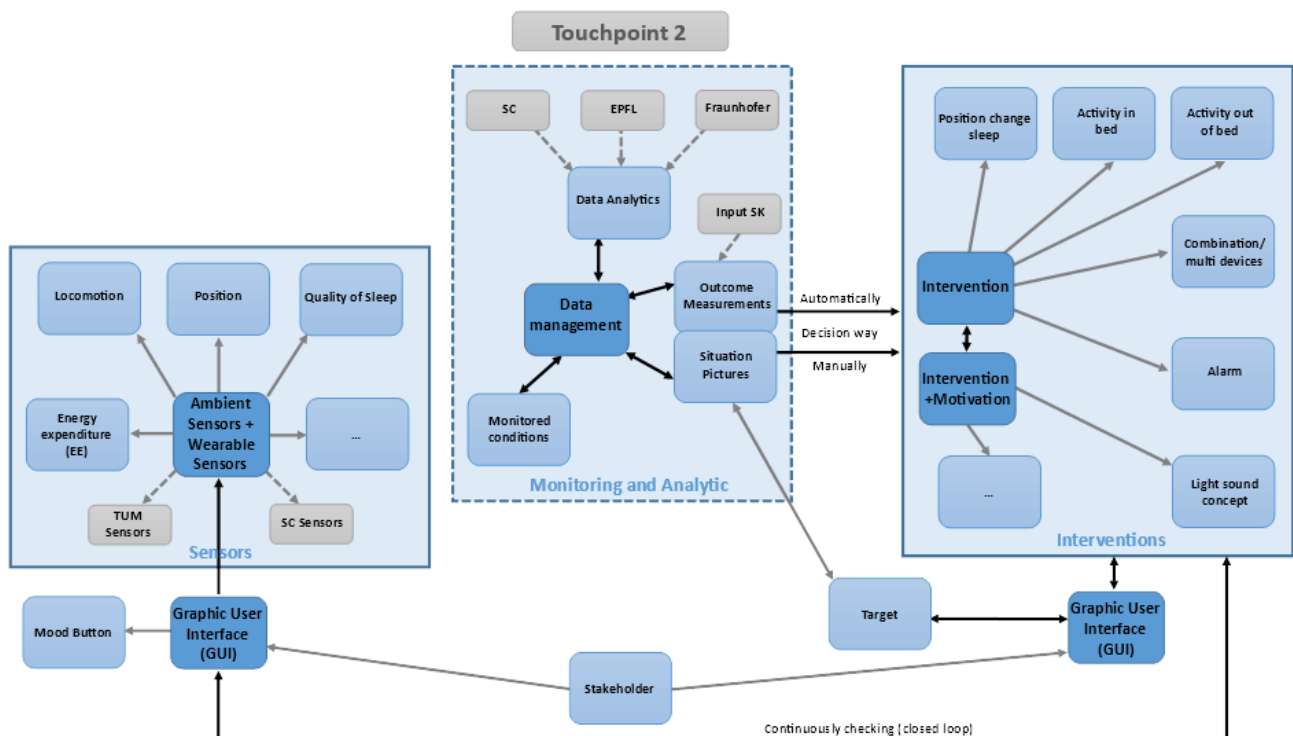 Touchpoint 2
SC
EPFL
Fraunhofer
Data Analytics
Input SK
Data
management
Outcome
Measurements
Situation
Pictures
Monitored
conditions
Monitoring and Analytic
Automatically
Decision way
Manually
Position change
sleep
Activity in
bed
Activity out
of bed
Combination/
multi devices
Intervention
Intervention
+Motivation
Alarm
...
Light sound
concept
Interventions
Locomotion
Position
Quality of Sleep
Energy
expenditure
(EE)
Ambient
Sensors +
Wearable
Sensors
...
TUM
Sensors
SC Sensors
Sensors
Mood Button
Graphic User
Interface
(GUI)
Stakeholder
Target
Graphic User
Interface
(GUI)
Continuously checking (closed loop)